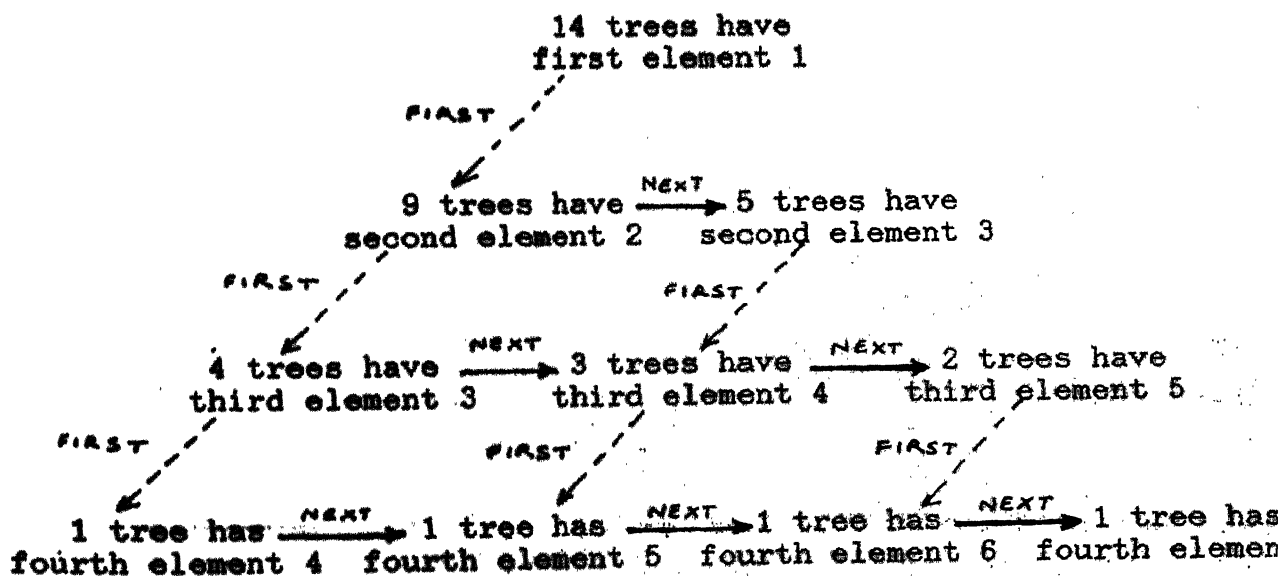 14 trees have
first element 1
FIRST
9 trees have NEXT 5 trees have
second element 2 second element 3
FIRST FIRST
4 trees have NEXT 3 trees have NEXT 2 trees have
third element 3 third element 4 third element 5
FIRST FIRST FIRST
1 tree has NEXT 1 tree has NEXT 1 tree has NEXT 1 tree has
fourth element 4 fourth element 5 fourth element 6 fourth elemen